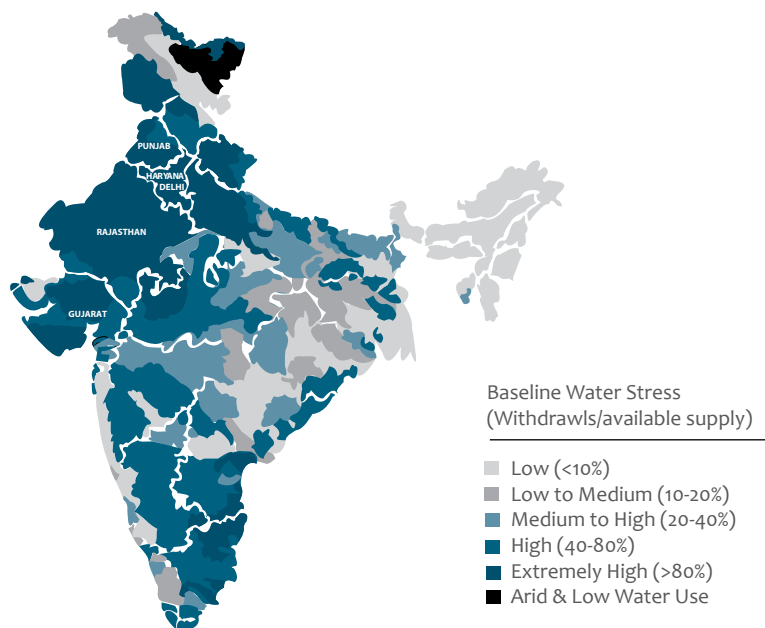 PUNJAB
HARYANA
DELHI
RAJASTHAN
GUJARAT
Baseline Water Stress
(Withdrawls/available supply)
Low (<10%)
Low to Medium (10-20%)
Medium to High (20-40%)
High (40-80%)
Extremely High (>80%)
Arid & Low Water Use